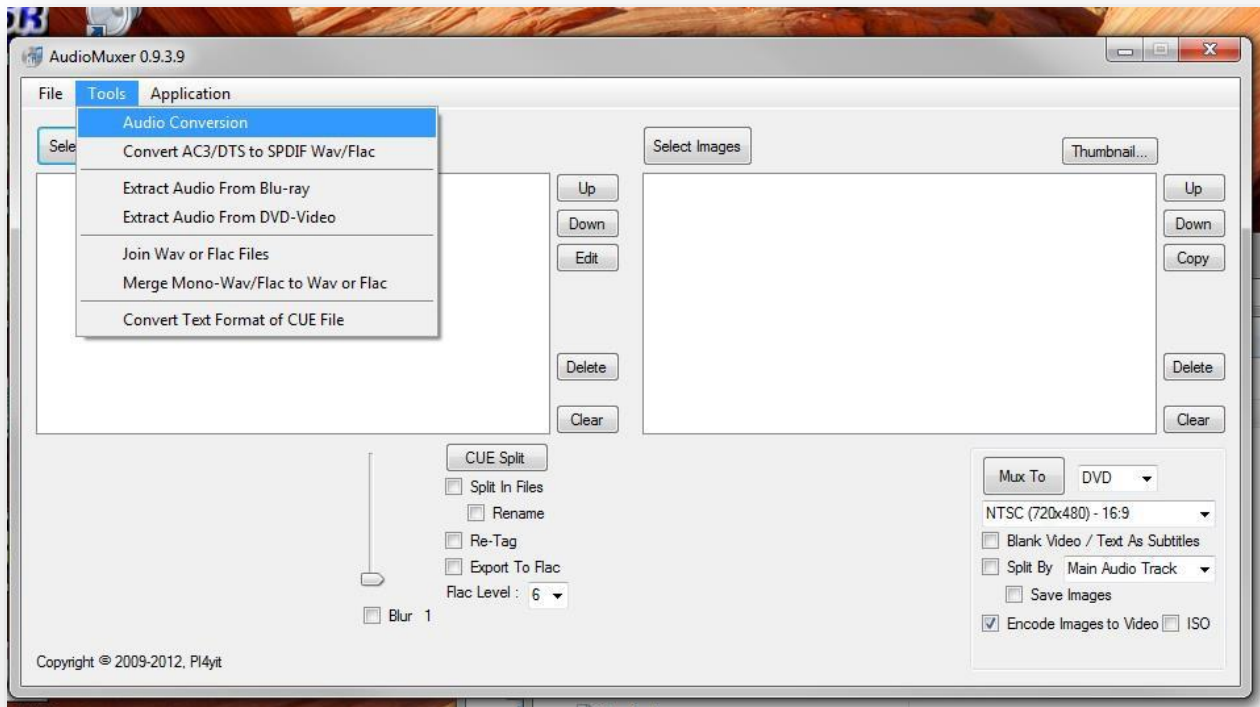 AudioMuxer 0.9.3.9
File Tools Application
Audio Conversion
Convert AC3/DTS to SPDIF Wav/Flac
Extract Audio From Blu-ray
Extract Audio From DVD-Video
Join Wav or Flac Files
Merge Mono-Wav/Flac to Wav or Flac
Convert Text Format of CUE File
Sele
Select Images
Thumbnail...
Up
Down
Edit
Delete
Clear
Up
Down
Copy
Delete
Clear
CUE Split
Split In Files
Rename
Re-Tag
Export To Flac
Flac Level : 6
Blur 1
Mux To DVD
NTSC (720x480) - 16:9
Blank Video / Text As Subtitles
Split By Main Audio Track
Save Images
Encode Images to Video ISO
Copyright © 2009-2012, Pl4yit